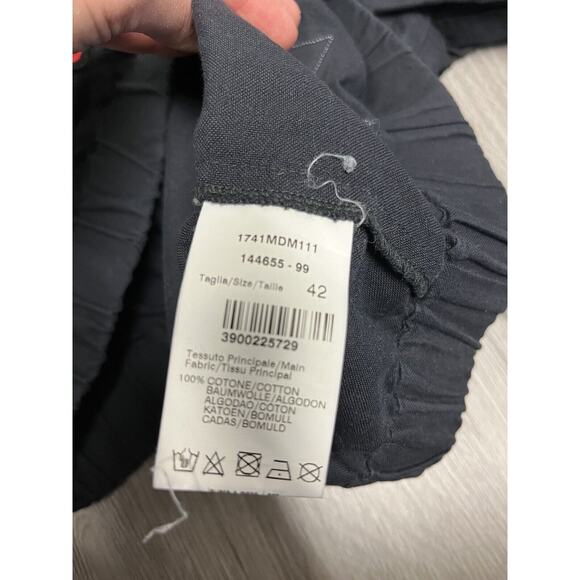 1741MDM111
144655 - 99
Taglia/Size/Taille 42
3900225729
Tessuto Principale/Main
Fabric/Tissu Principal
100% COTONE/COTTON
BAUMWOLLE/ALGODON
ALGODAO/COTON
KATOEN/BOMULL
CADAS/BOMULD